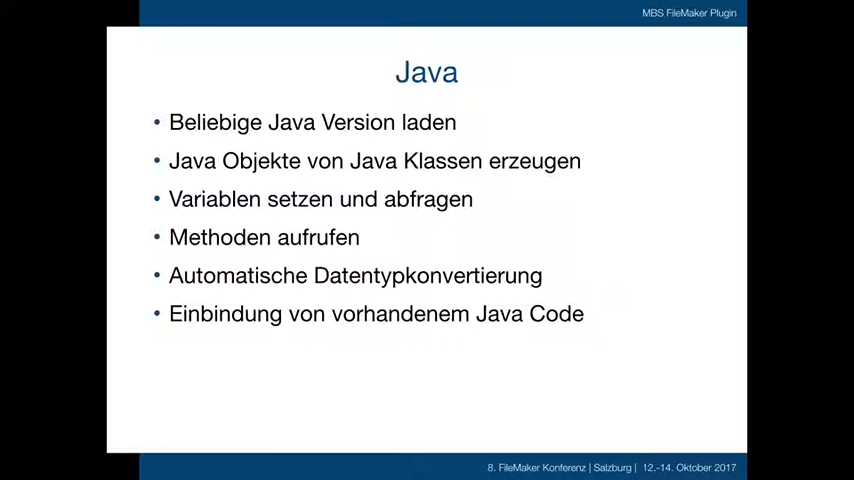 MBS FileMaker Plugin
Java
• Beliebige Java Version laden
• Java Objekte von Java Klassen erzeugen
• Variablen setzen und abfragen
• Methoden aufrufen
• Automatische Datentypkonvertierung
• Einbindung von vorhandenem Java Code
8. FileMaker Konferenz | Salzburg | 12.-14. Oktober 2017